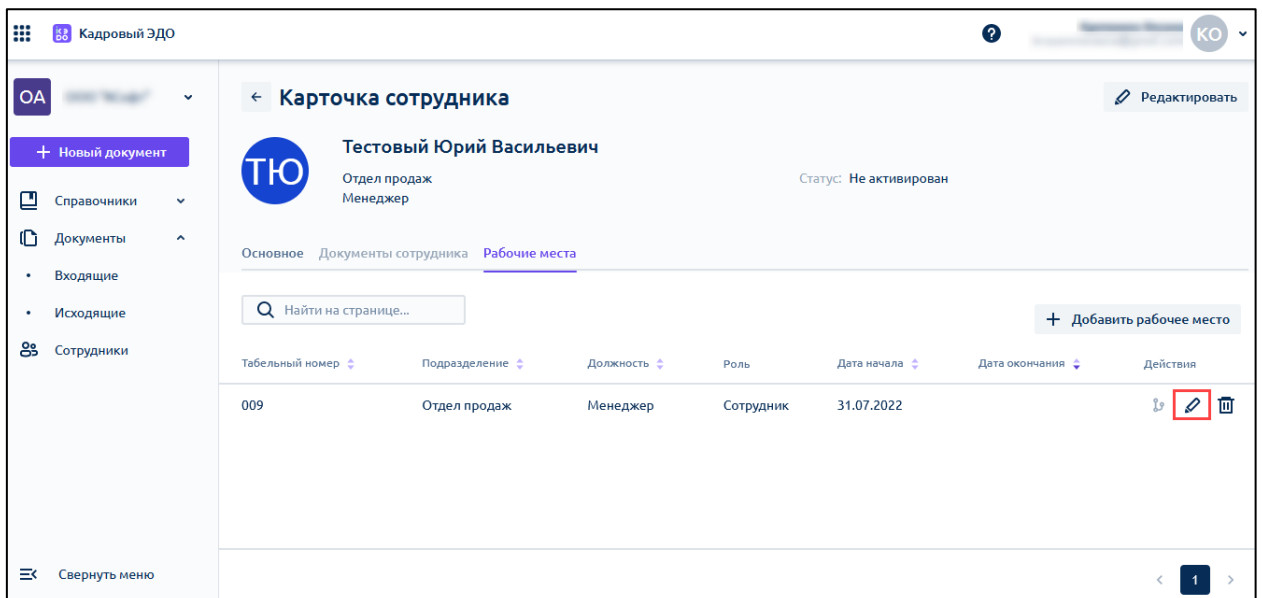 Кадровый ЭДО
КО
ОА
Карточка сотрудника
Редактировать
Новый документ
Тестовый Юрий Васильевич
ТЮ
Отдел продаж
Статус: Не активирован
Менеджер
Справочники
Документы
Входящие
Исходящие
Сотрудники
Основное Документы сотрудника Рабочие места
Найти на странице...
+ Добавить рабочее место
Табельный номер Подразделение Должность Роль Дата начала Дата окончания Действия
009 Отдел продаж Менеджер Сотрудник 31.07.2022
Свернуть меню
< 1 >